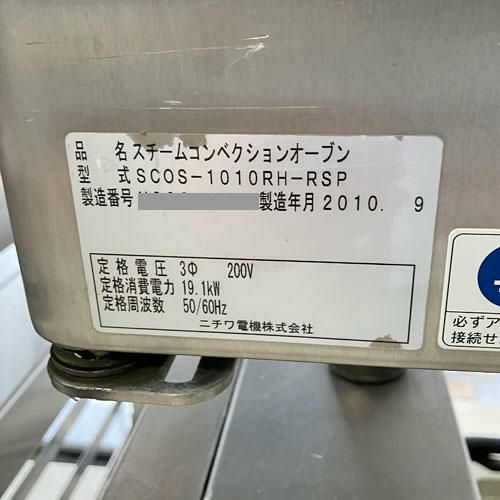 品 名 スチームコンベクションオーブン
型 式 SCOS-1010RH-RSP
製造番号 製造年月 2010. 9
定格電圧 3Φ 200V
定格消費電力 19.1kW
定格周波数 50/60Hz
ニチワ電機株式会社
必ずア
接続せ